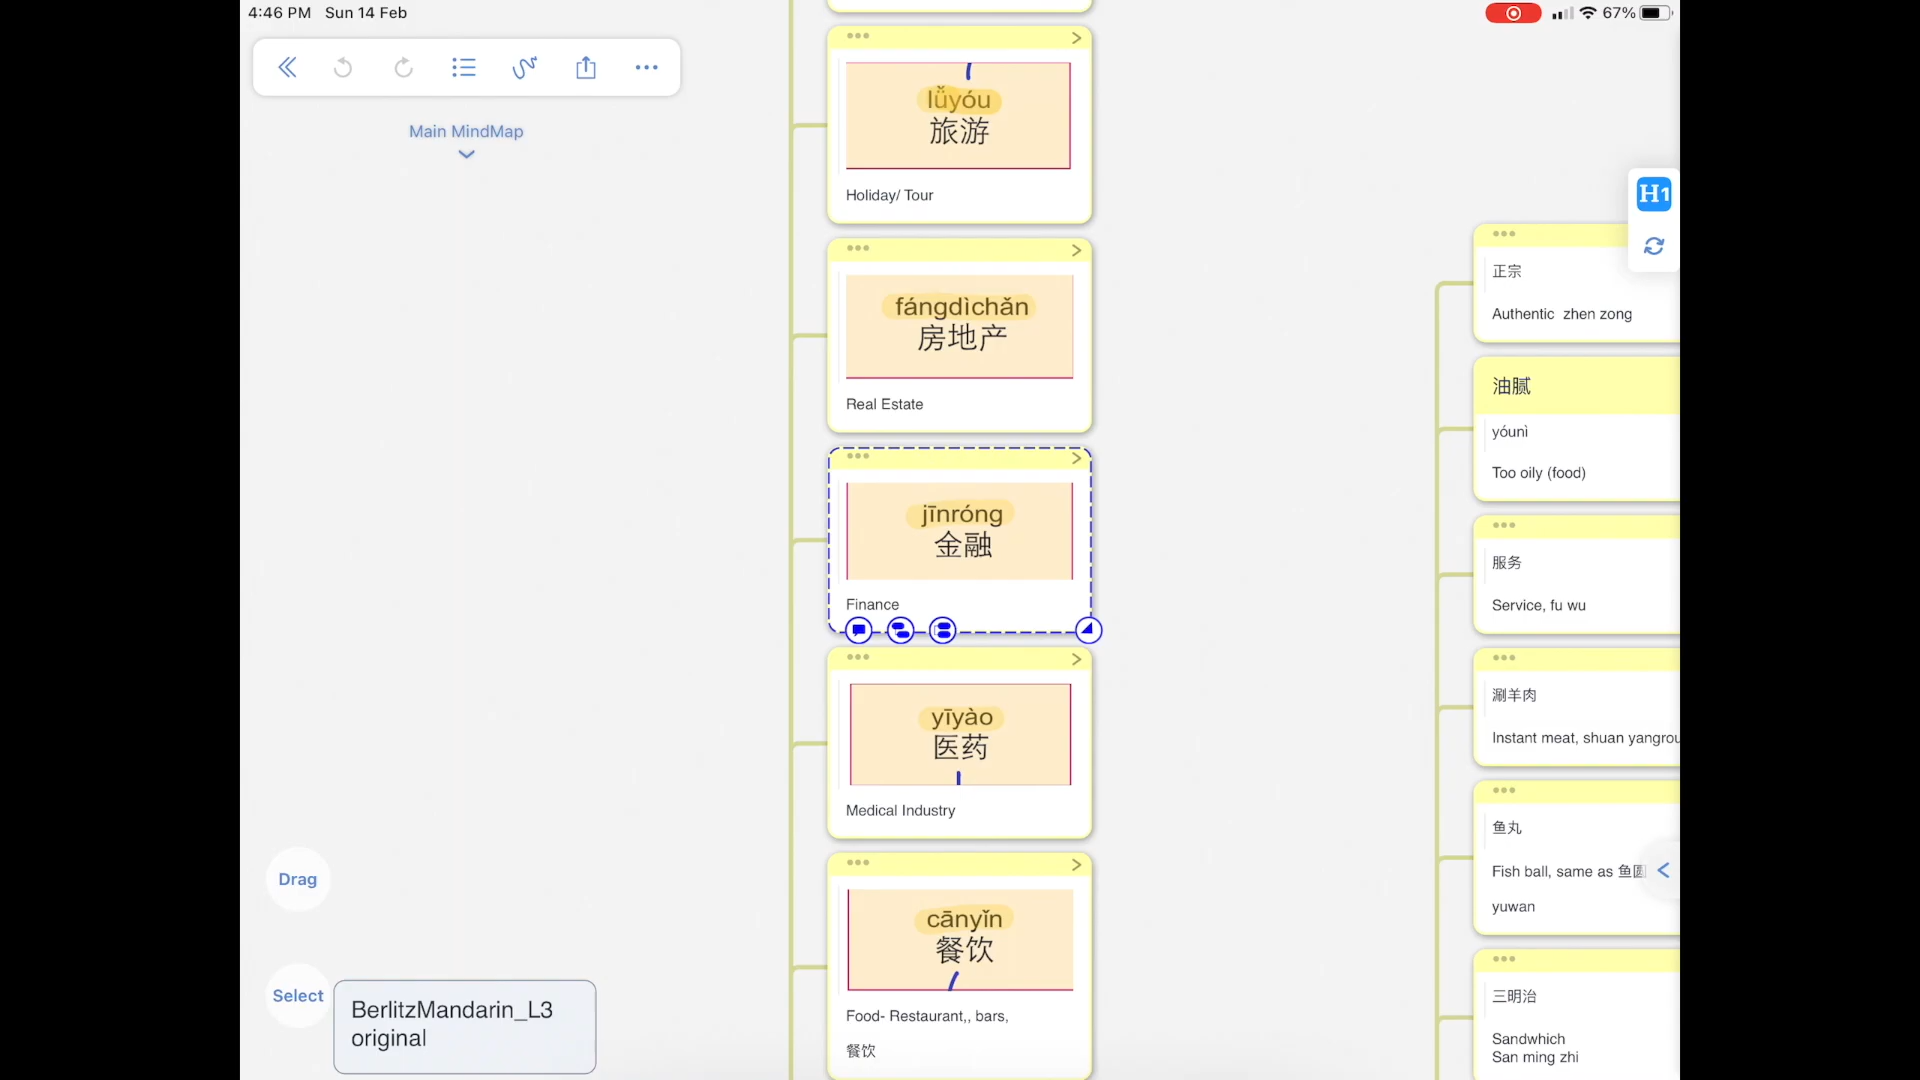 4:46 PM Sun 14 Feb
67%
Main MindMap
lǚyóu
旅游
Holiday/ Tour
fángdìchǎn
房地产
Real Estate
jīnróng
金融
Finance
yīyào
医药
Medical Industry
cānyǐn
餐饮
Food- Restaurant,, bars,
餐饮
H1
正宗
Authentic zhen zong
油腻
yóunì
Too oily (food)
服务
Service, fu wu
涮羊肉
Instant meat, shuan yangrou
鱼丸
Fish ball, same as 鱼圆
yuwan
三明治
Sandwhich
San ming zhi
Drag
Select
BerlitzMandarin_L3
original